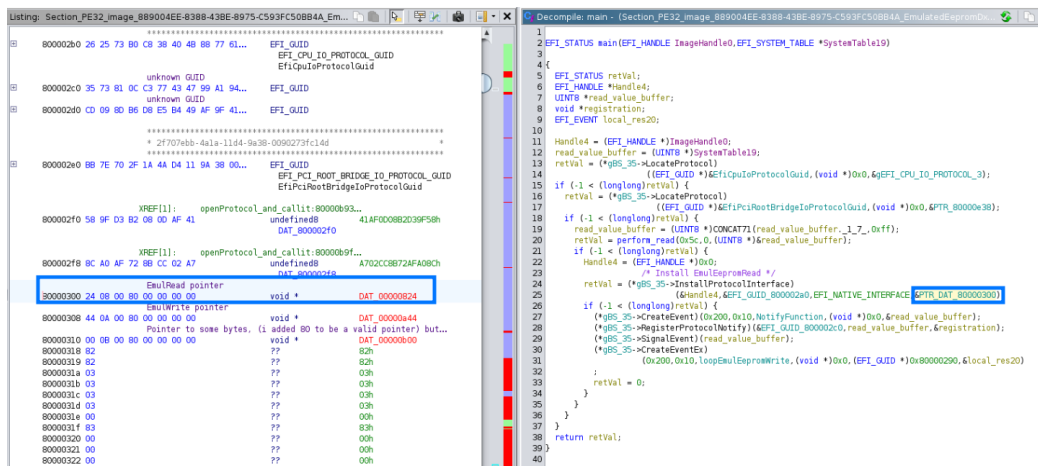 Listing: Section_PE32_image_889004EE-8388-43BE-8975-C593FC50BB4A_Em...
800002b0 26 25 73 B0 CB 38 40 4B B8 77 61... EFI_GUID
EFI_CPU_IO_PROTOCOL_GUID
EfiCpuIoProtocolGuid
unknown GUID
800002c0 35 73 81 0C C3 77 43 47 99 A1 94... EFI_GUID
unknown GUID
800002d0 CD 09 8D B6 D8 E5 B4 49 AF 9F 41... EFI_GUID
************************************************************
* 2f707ebb-4a1a-11d4-9a38-0090273fc14d *
************************************************************
800002e0 BB 7E 70 2F 1A 4A D4 11 9A 38 00... EFI_GUID
EFI_PCI_ROOT_BRIDGE_IO_PROTOCOL_GUID
EfiPciRootBridgeIoProtocolGuid
XREF[1]: openProtocol_and_callit:80000b93...
800002f0 58 9F D3 B2 08 0D AF 41 undefined8 41AF0D08B2D39F58h
DAT_800002f0
XREF[1]: openProtocol_and_callit:80000b9f...
800002f8 8C A0 AF 72 8B CC 02 A7 undefined8 A702CC8B72AFA08Ch
DAT_800002f8
EmulRead pointer
80000300 24 08 00 80 00 00 00 00 void * DAT_00000824
EmulWrite pointer
80000308 44 0A 00 80 00 00 00 00 void * DAT_00000a44
Pointer to some bytes, (i added 80 to be a valid pointer) but...
80000310 00 0B 00 80 00 00 00 00 void * DAT_00000b00
80000318 82 ?? 82h
80000319 82 ?? 82h
8000031a 03 ?? 03h
8000031b 03 ?? 03h
8000031c 03 ?? 03h
8000031d 03 ?? 03h
8000031e 00 ?? 00h
8000031f 83 ?? 83h
80000320 00 ?? 00h
80000321 00 ?? 00h
80000322 00 ?? 00h
Decompile: main - (Section_PE32_image_889004EE-8388-43BE-8975-C593FC50BB4A_EmulatedEepromDx...
1
2 EFI_STATUS main(EFI_HANDLE ImageHandle0,EFI_SYSTEM_TABLE *SystemTable19)
3
4 {
5 EFI_STATUS retVal;
6 EFI_HANDLE *Handle4;
7 UINT8 *read_value_buffer;
8 void *registration;
9 EFI_EVENT local_res20;
10
11 Handle4 = (EFI_HANDLE *)ImageHandle0;
12 read_value_buffer = (UINT8 *)SystemTable19;
13 retVal = (*gBS_35->LocateProtocol)
14 ((EFI_GUID *)&EfiCpuIoProtocolGuid,(void *)0x0,&gEFI_CPU_IO_PROTOCOL_3);
15 if (-1 < (longlong)retVal) {
16 retVal = (*gBS_35->LocateProtocol)
17 ((EFI_GUID *)&EfiPciRootBridgeIoProtocolGuid,(void *)0x0,&PTR_80000e38);
18 if (-1 < (longlong)retVal) {
19 read_value_buffer = (UINT8 *)CONCAT71(read_value_buffer._1_7_,0xff);
20 retVal = perform_read(0x5c,0,(UINT8 *)&read_value_buffer);
21 if (-1 < (longlong)retVal) {
22 Handle4 = (EFI_HANDLE *)0x0;
23 /* Install EmulEepromRead */
24 retVal = (*gBS_35->InstallProtocolInterface)
25 (&Handle4,&EFI_GUID_800002a0,EFI_NATIVE_INTERFACE,&PTR_DAT_80000300)
26 if (-1 < (longlong)retVal) {
27 (*gBS_35->CreateEvent)(0x200,0x10,NotifyFunction,(void *)0x0,&read_value_buffer);
28 (*gBS_35->RegisterProtocolNotify)(&EFI_GUID_800002c0,read_value_buffer,&registration);
29 (*gBS_35->SignalEvent)(read_value_buffer);
30 (*gBS_35->CreateEventEx)
31 (0x200,0x10,loopEmulEepromWrite,(void *)0x0,(EFI_GUID *)0x80000290,&local_res20)
32 ;
33 retVal = 0;
34 }
35 }
36 }
37 }
38 return retVal;
39 }
40